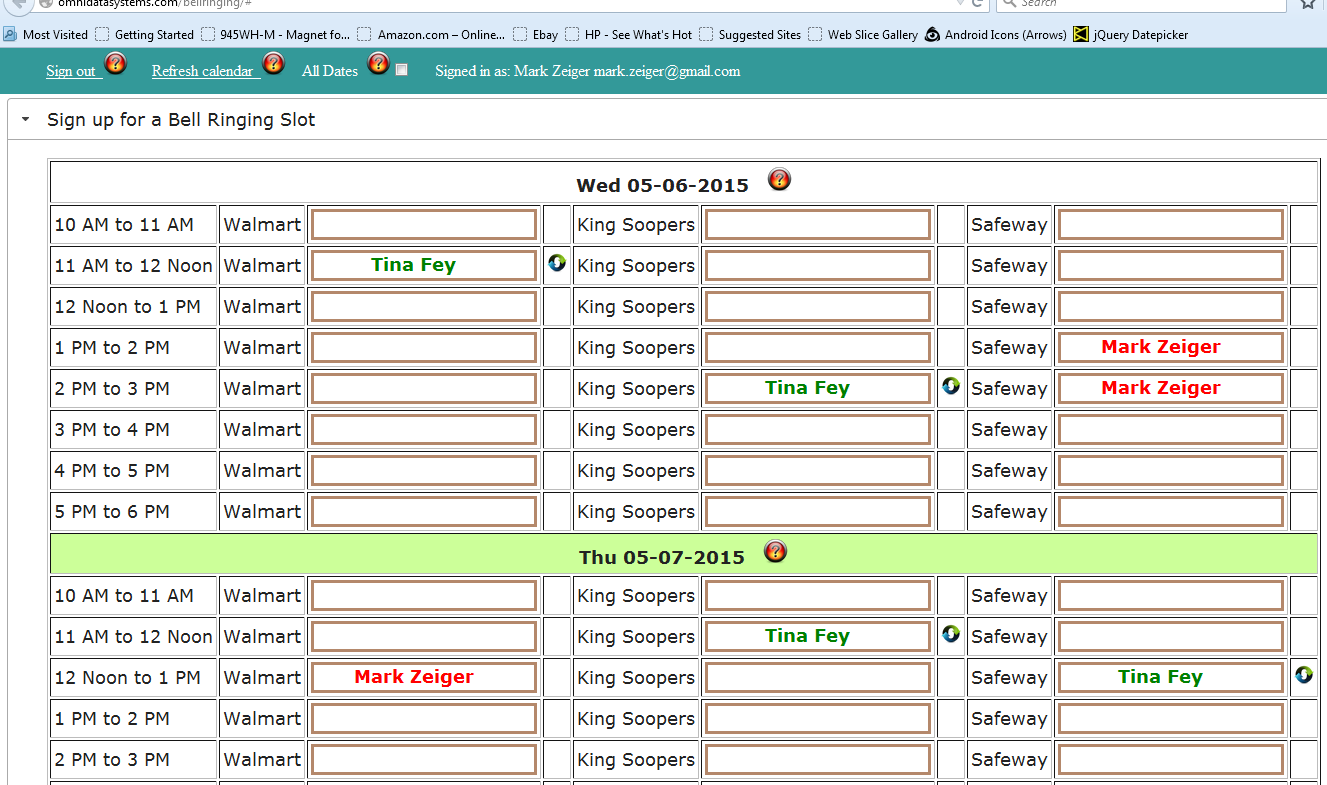 omnidatasystems.com/bellringing/# Search
Most Visited Getting Started 945WH-M - Magnet fo... Amazon.com – Online... Ebay HP - See What's Hot Suggested Sites Web Slice Gallery Android Icons (Arrows) jQuery Datepicker
Sign out ? Refresh calendar ? All Dates ? Signed in as: Mark Zeiger mark.zeiger@gmail.com
Sign up for a Bell Ringing Slot
Wed 05-06-2015 ?
10 AM to 11 AM Walmart King Soopers Safeway
11 AM to 12 Noon Walmart Tina Fey King Soopers Safeway
12 Noon to 1 PM Walmart King Soopers Safeway
1 PM to 2 PM Walmart King Soopers Safeway Mark Zeiger
2 PM to 3 PM Walmart King Soopers Tina Fey Safeway Mark Zeiger
3 PM to 4 PM Walmart King Soopers Safeway
4 PM to 5 PM Walmart King Soopers Safeway
5 PM to 6 PM Walmart King Soopers Safeway
Thu 05-07-2015 ?
10 AM to 11 AM Walmart King Soopers Safeway
11 AM to 12 Noon Walmart King Soopers Tina Fey Safeway
12 Noon to 1 PM Walmart Mark Zeiger King Soopers Safeway Tina Fey
1 PM to 2 PM Walmart King Soopers Safeway
2 PM to 3 PM Walmart King Soopers Safeway